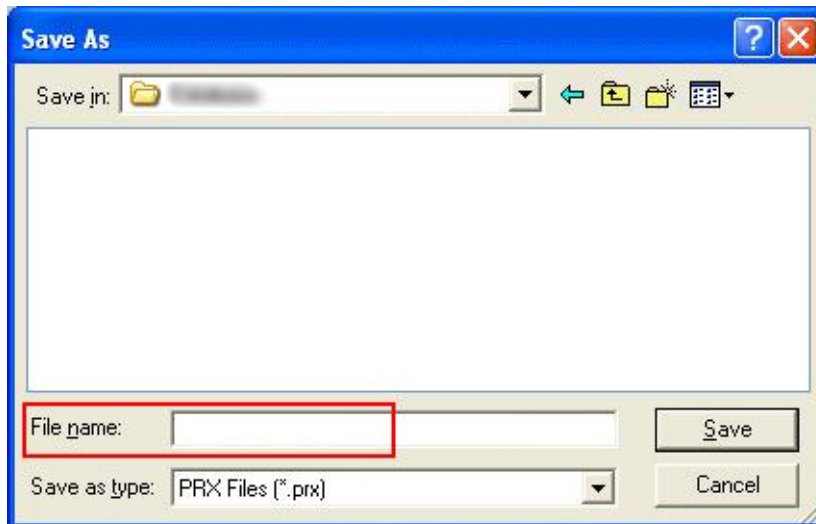 Save As
Save in:
File name:
Save
Save as type: PRX Files (*.prx)
Cancel